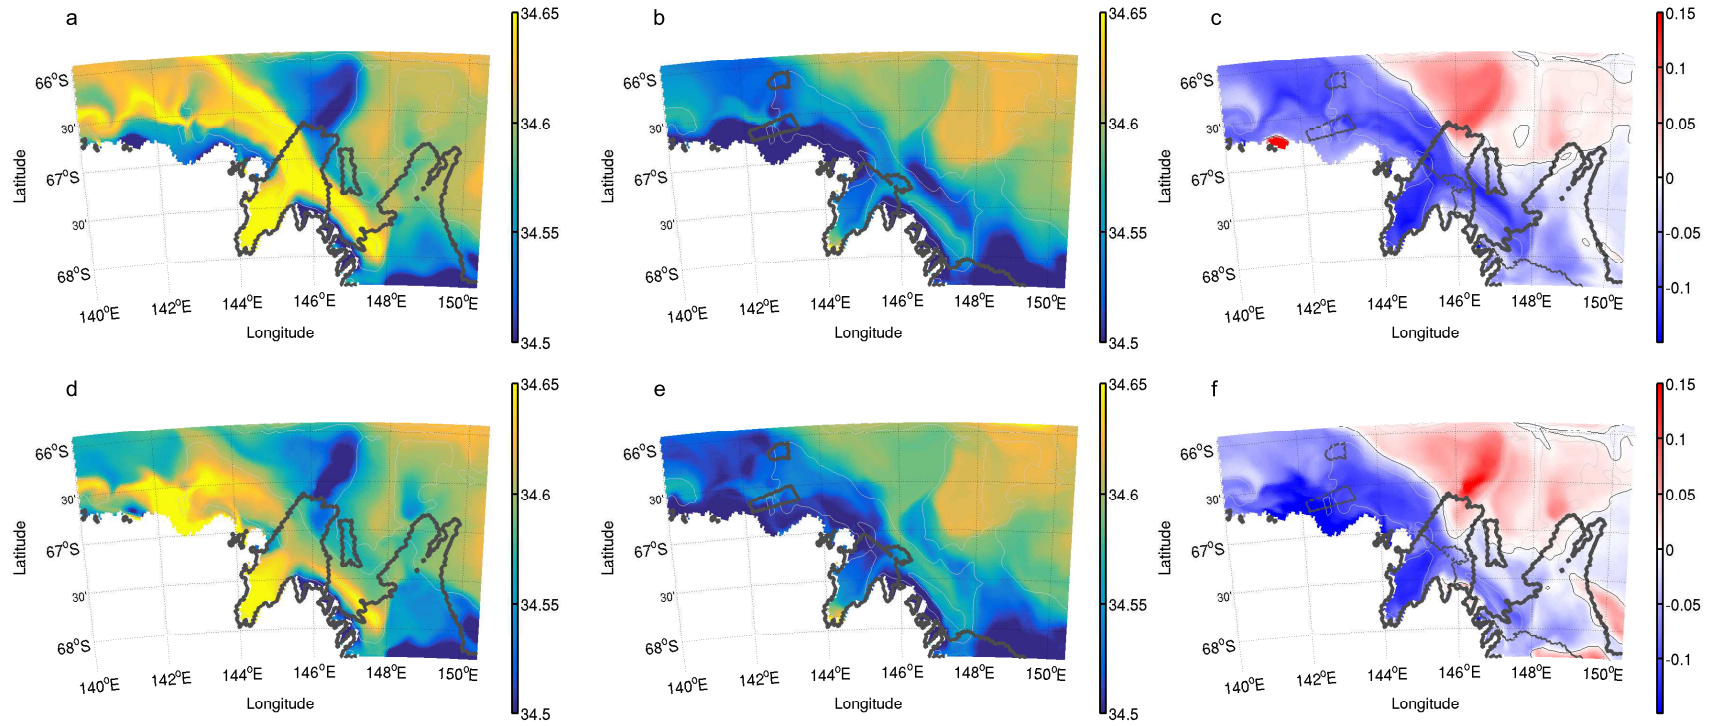 a
66°S
30'
67°S
30'
68°S
140°E
142°E
144°E
146°E
148°E
150°E
Latitude
Longitude
34.65
34.6
34.55
34.5
b
66°S
30'
67°S
30'
68°S
140°E
142°E
144°E
146°E
148°E
150°E
Latitude
Longitude
34.65
34.6
34.55
34.5
c
66°S
30'
67°S
30'
68°S
140°E
142°E
144°E
146°E
148°E
150°E
Latitude
Longitude
0.15
0.1
0.05
0
-0.05
-0.1
d
66°S
30'
67°S
30'
68°S
140°E
142°E
144°E
146°E
148°E
150°E
Latitude
Longitude
34.65
34.6
34.55
34.5
e
66°S
30'
67°S
30'
68°S
140°E
142°E
144°E
146°E
148°E
150°E
Latitude
Longitude
34.65
34.6
34.55
34.5
f
66°S
30'
67°S
30'
68°S
140°E
142°E
144°E
146°E
148°E
150°E
Latitude
Longitude
0.15
0.1
0.05
0
-0.05
-0.1